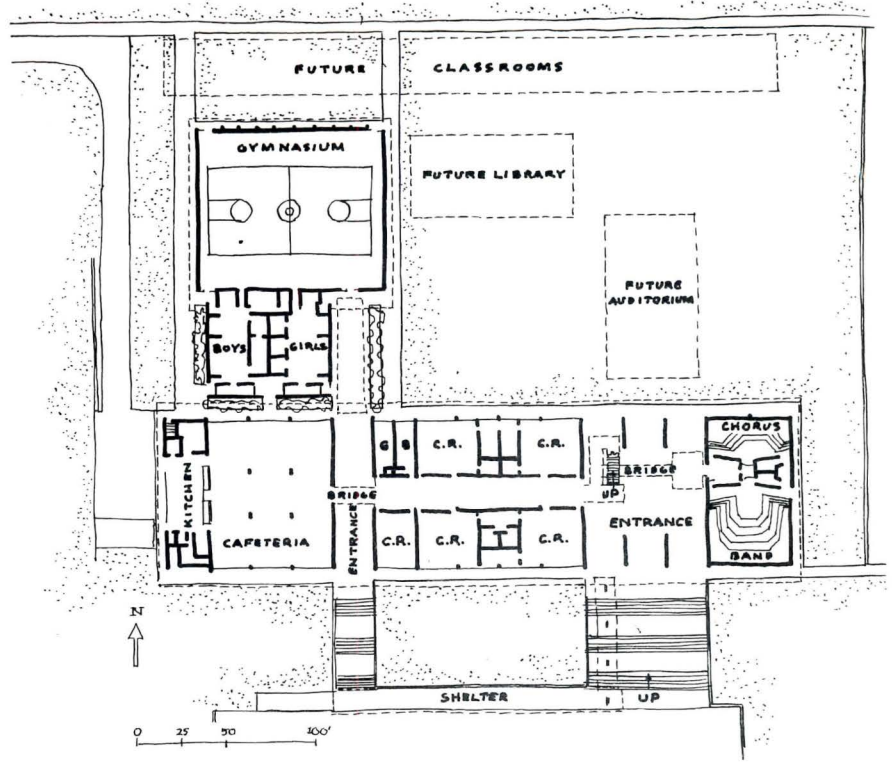 FUTURE CLASSROOMS
GYMNASIUM
FUTURE LIBRARY
FUTURE
AUDITORIUM
BOYS
GIRLS
CHORUS
G
B
C.R.
C.R.
BRIDGE
KITCHEN
BRIDGE
UP
ENTRANCE
ENTRANCE
CAFETERIA
C.R.
C.R.
C.R.
BAND
N
SHELTER
UP
0 25 50 100'